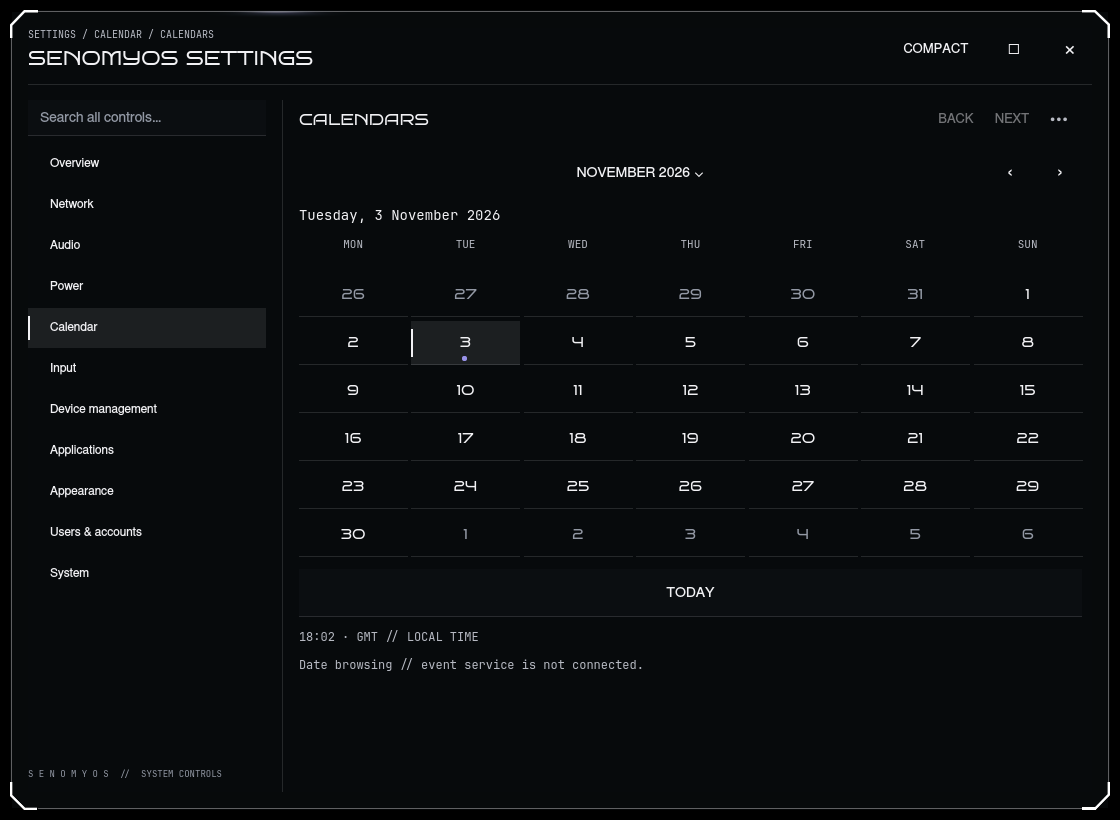 SETTINGS / CALENDAR / CALENDARS
SENOMYOS SETTINGS
COMPACT
Search all controls...
Overview
Network
Audio
Power
Calendar
Input
Device management
Applications
Appearance
Users & accounts
System
SENOMYOS // SYSTEM CONTROLS
CALENDARS
BACK NEXT •••
NOVEMBER 2026
Tuesday, 3 November 2026
MON TUE WED THU FRI SAT SUN
26 27 28 29 30 31 1
2 3 4 5 6 7 8
9 10 11 12 13 14 15
16 17 18 19 20 21 22
23 24 25 26 27 28 29
30 1 2 3 4 5 6
TODAY
18:02 · GMT // LOCAL TIME
Date browsing // event service is not connected.